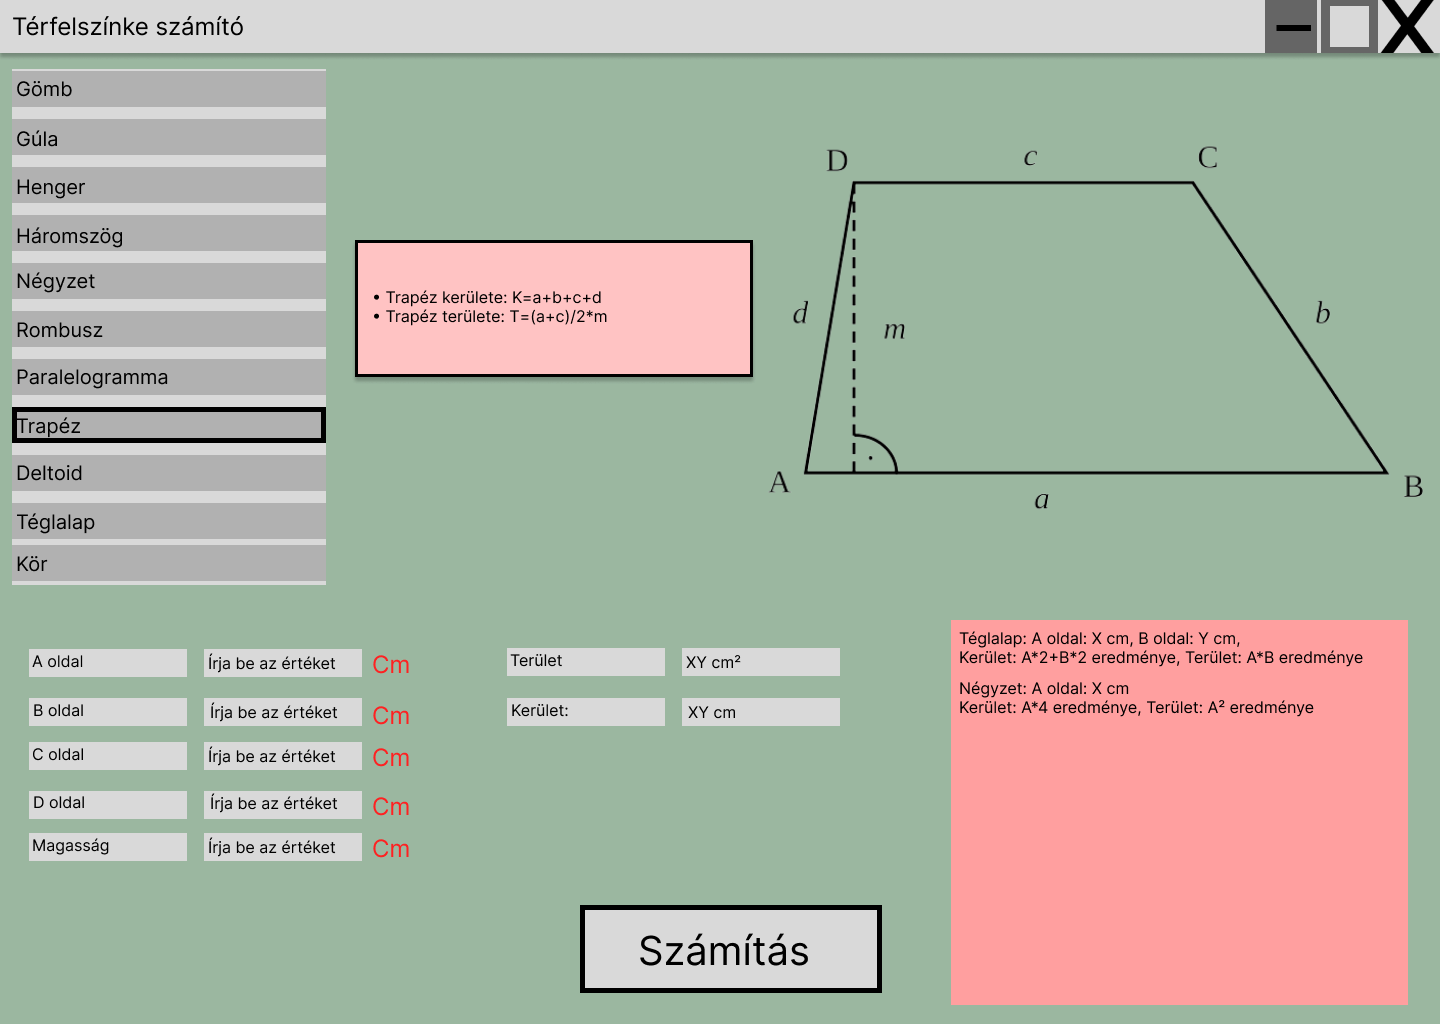 Térfelszínke számító
X
Gömb
Gúla
Henger
Háromszög
Négyzet
Rombusz
Paralelogramma
Trapéz
Deltoid
Téglalap
Kör
• Trapéz kerülete: K=a+b+c+d
• Trapéz területe: T=(a+c)/2*m
D
c
C
d
m
b
A
a
B
A oldal
Írja be az értéket
Cm
B oldal
Írja be az értéket
Cm
C oldal
Írja be az értéket
Cm
D oldal
Írja be az értéket
Cm
Magasság
Írja be az értéket
Cm
Terület
XY cm²
Kerület:
XY cm
Számítás
Téglalap: A oldal: X cm, B oldal: Y cm,
Kerület: A*2+B*2 eredménye, Terület: A*B eredménye
Négyzet: A oldal: X cm
Kerület: A*4 eredménye, Terület: A² eredménye